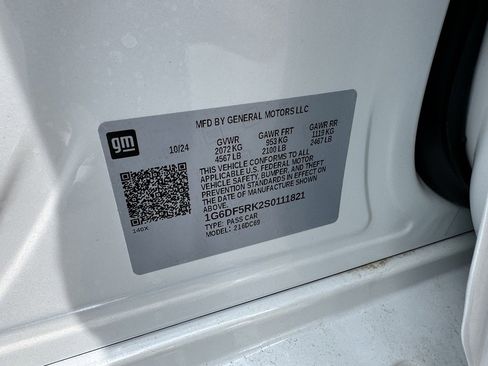 MFD BY GENERAL MOTORS LLC
gm
10/24
GVWR GAWR FRT GAWR RR
2072 KG 953 KG 1119 KG
4567 LB 2100 LB 2467 LB
THIS VEHICLE CONFORMS TO ALL
APPLICABLE U.S. FEDERAL MOTOR
VEHICLE SAFETY, BUMPER, AND THEFT
PREVENTION STANDARDS IN EFFECT ON
THE DATE OF MANUFACTURE SHOWN ABOVE.
1G6DF5RK2S0111821
TYPE: PASS CAR
MODEL: 216DC69
140X